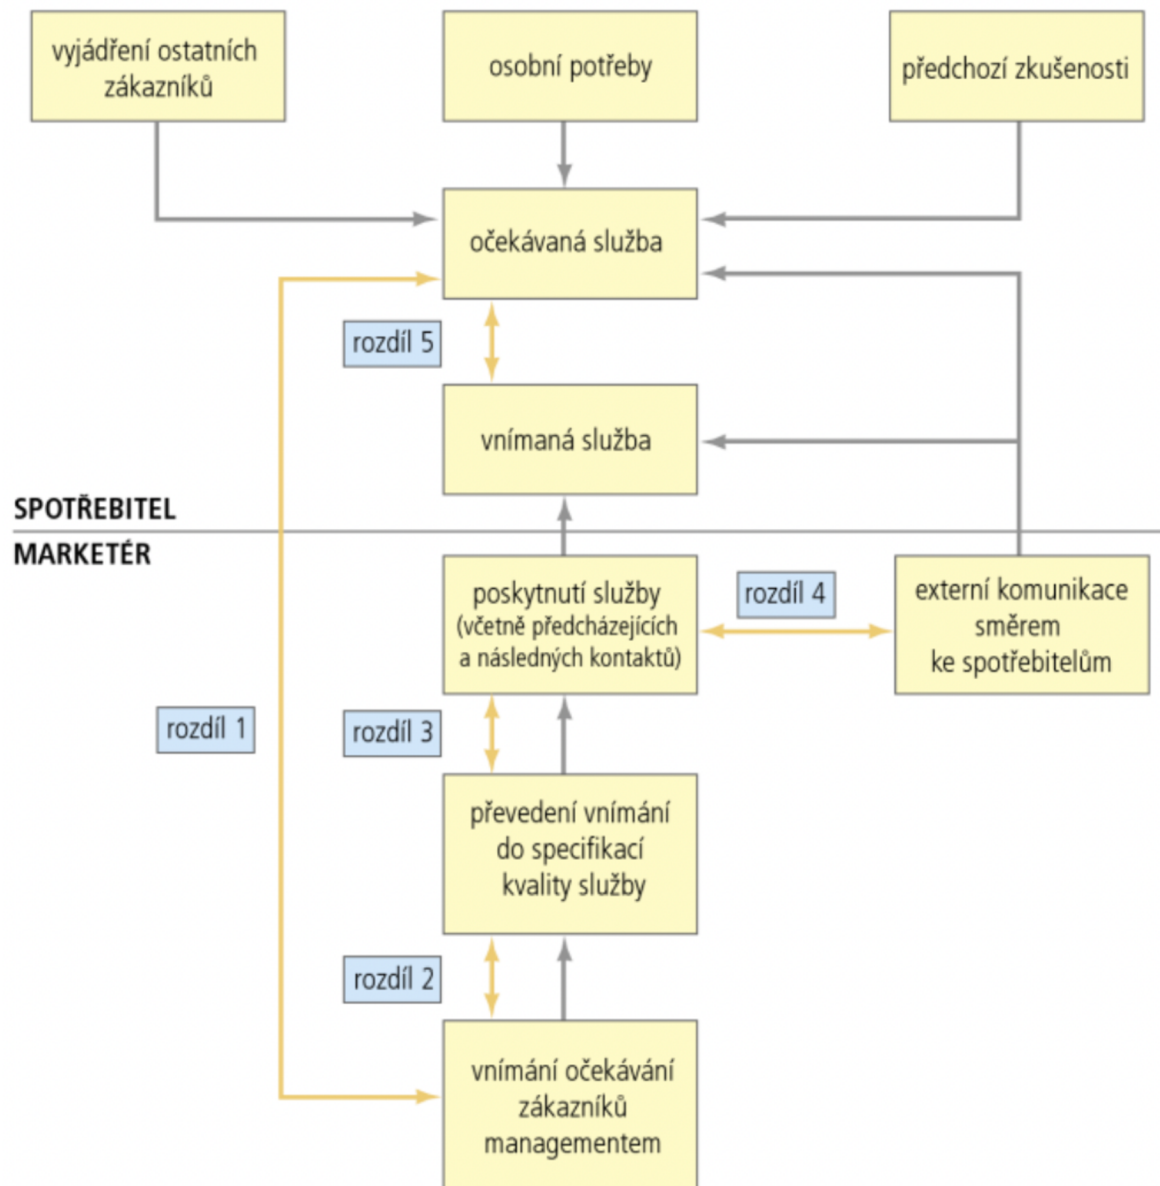 vyjádření ostatních
zákazníků
osobní potřeby
předchozí zkušenosti
očekávaná služba
rozdíl 5
vnímaná služba
SPOTŘEBITEL
MARKETÉR
poskytnutí služby
(včetně předcházejících
a následných kontaktů)
rozdíl 4
externí komunikace
směrem
ke spotřebitelům
rozdíl 1
rozdíl 3
převedení vnímání
do specifikací
kvality služby
rozdíl 2
vnímání očekávání
zákazníků
managementem